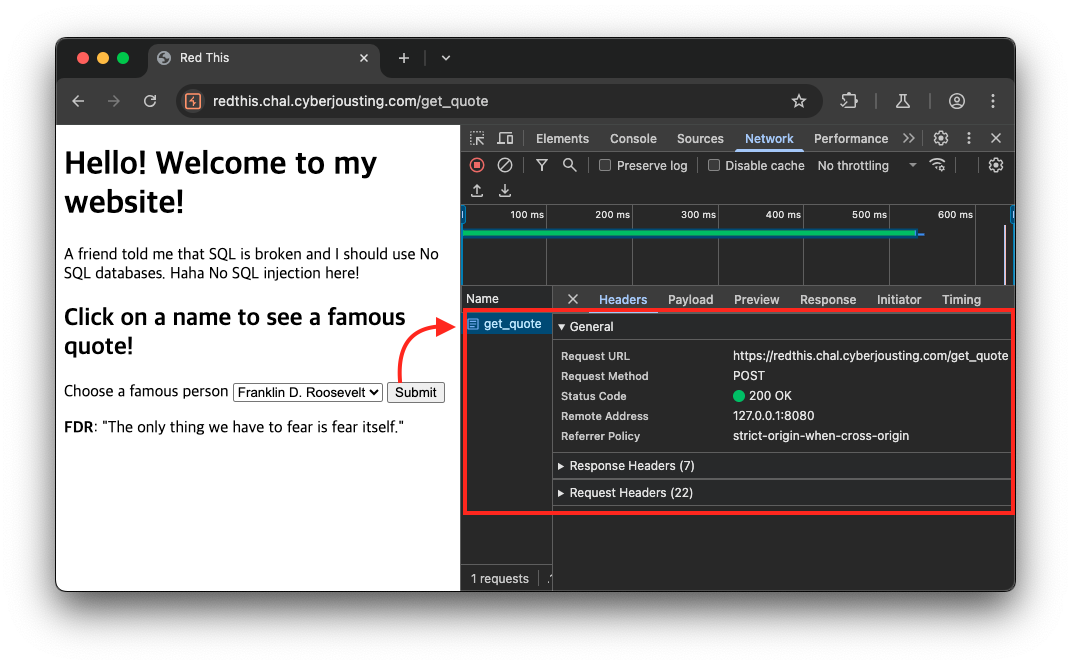 Red This
redthis.chal.cyberjousting.com/get_quote
Hello! Welcome to my
website!
A friend told me that SQL is broken and I should use No
SQL databases. Haha No SQL injection here!
Click on a name to see a famous
quote!
Choose a famous person Franklin D. Roosevelt Submit
FDR: "The only thing we have to fear is fear itself."
Elements Console Sources Network Performance
Preserve log Disable cache No throttling
100 ms 200 ms 300 ms 400 ms 500 ms 600 ms
Name Headers Payload Preview Response Initiator Timing
get_quote
General
Request URL https://redthis.chal.cyberjousting.com/get_quote
Request Method POST
Status Code 200 OK
Remote Address 127.0.0.1:8080
Referrer Policy strict-origin-when-cross-origin
Response Headers (7)
Request Headers (22)
1 requests